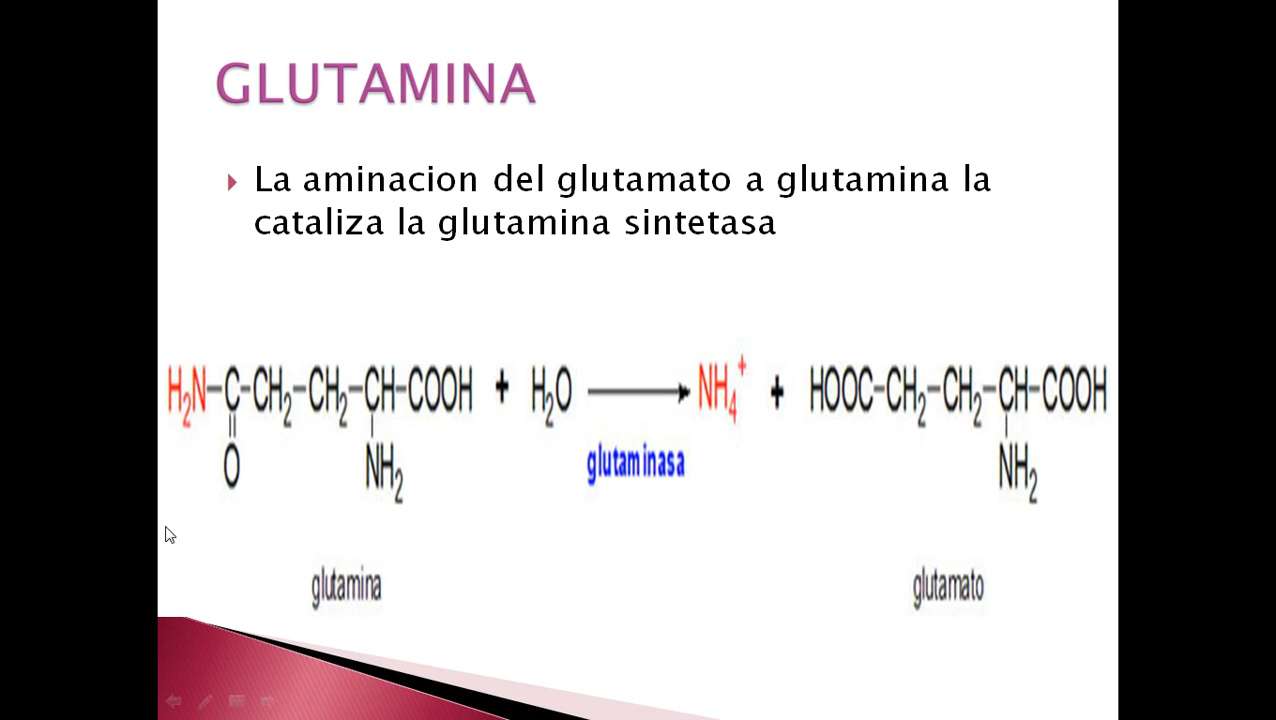 GLUTAMINA
La aminacion del glutamato a glutamina la
cataliza la glutamina sintetasa
H₂N-C-CH₂-CH₂-CH-COOH + H₂O → NH₄⁺ + HOOC-CH₂-CH₂-CH-COOH
O NH₂ glutaminasa NH₂
glutamina glutamato